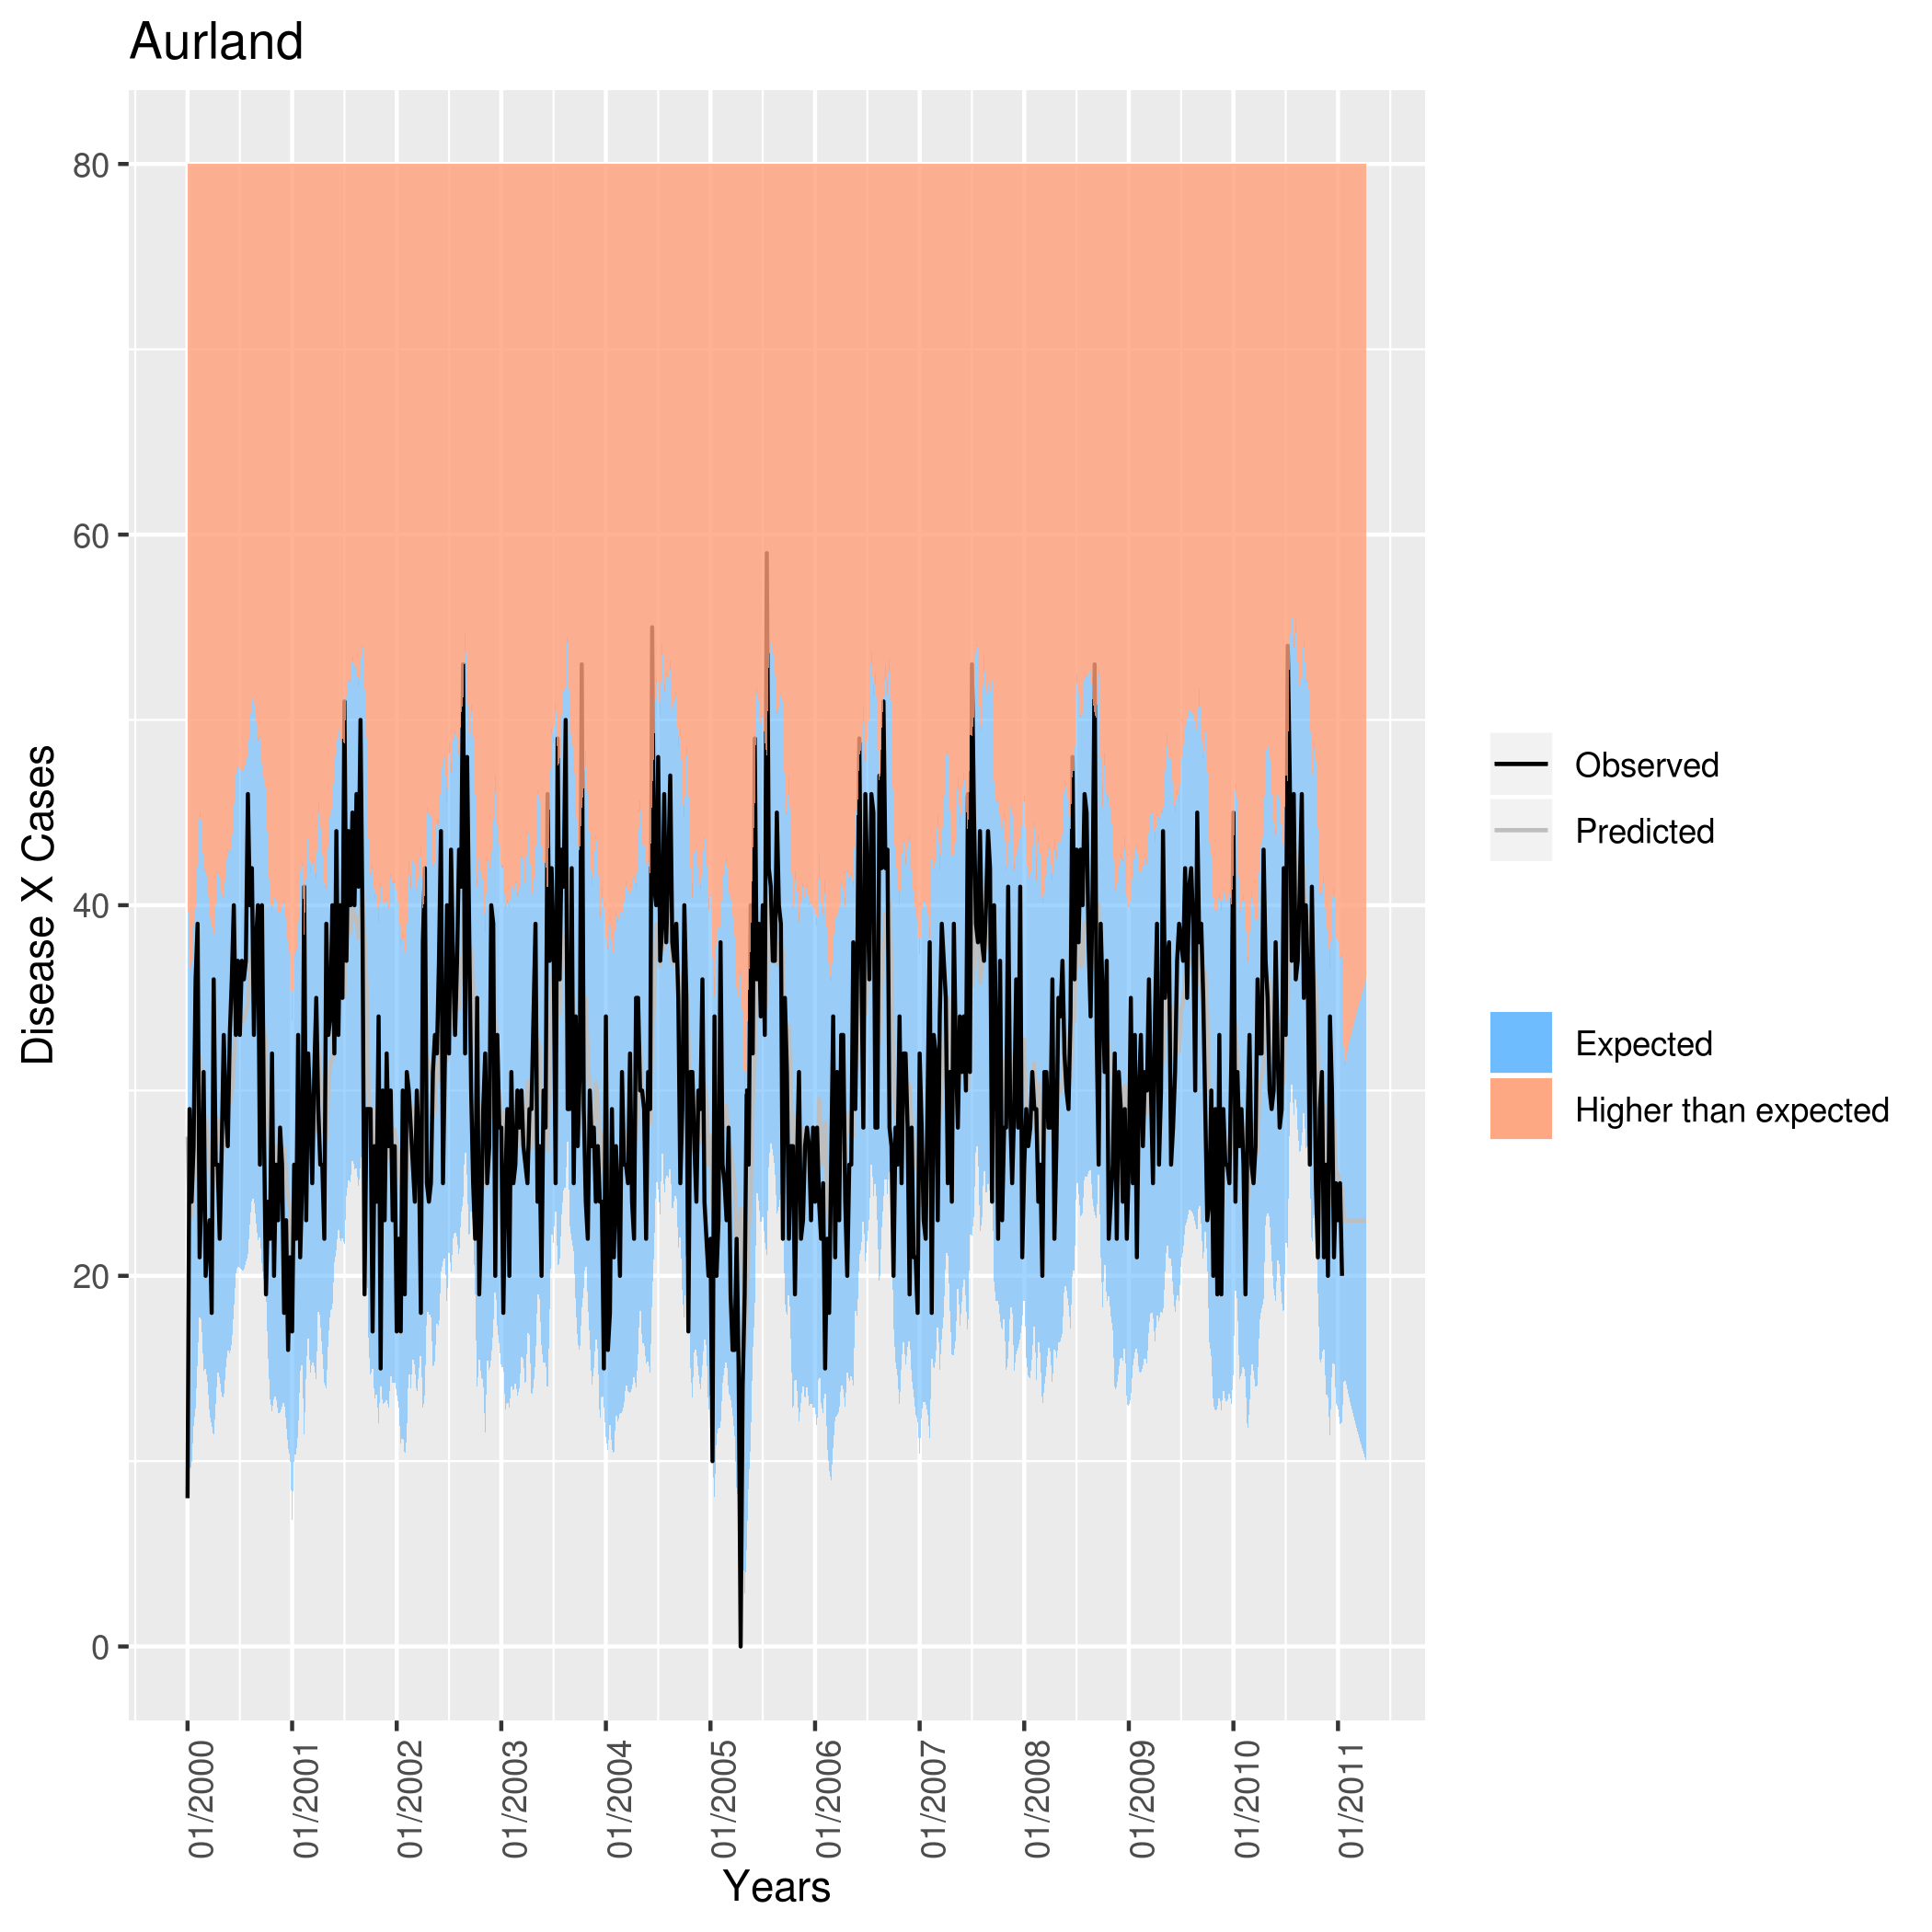 Aurland
Disease X Cases
80
60
40
20
0
01/2000
01/2001
01/2002
01/2003
01/2004
01/2005
01/2006
01/2007
01/2008
01/2009
01/2010
01/2011
Years
Observed
Predicted
Expected
Higher than expected